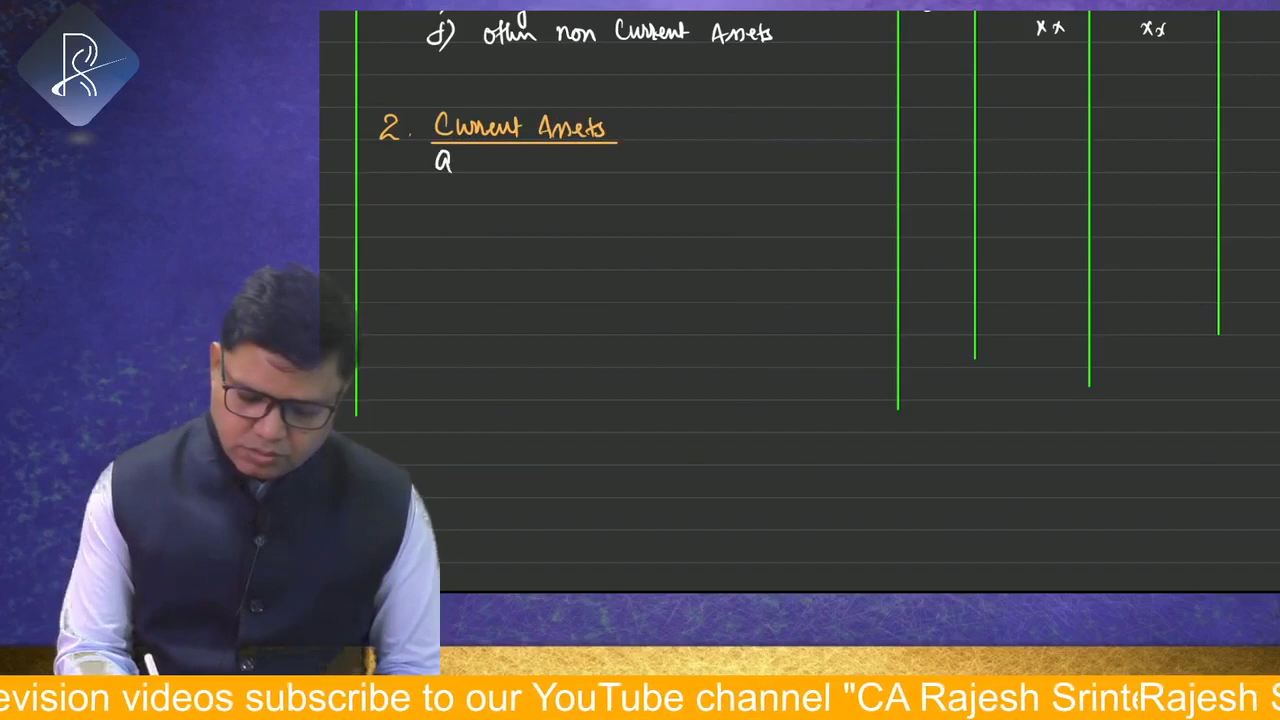 f) other non Current Assets xx xx
2. Current Assets
a
evision videos subscribe to our YouTube channel "CA Rajesh Srint Rajesh S